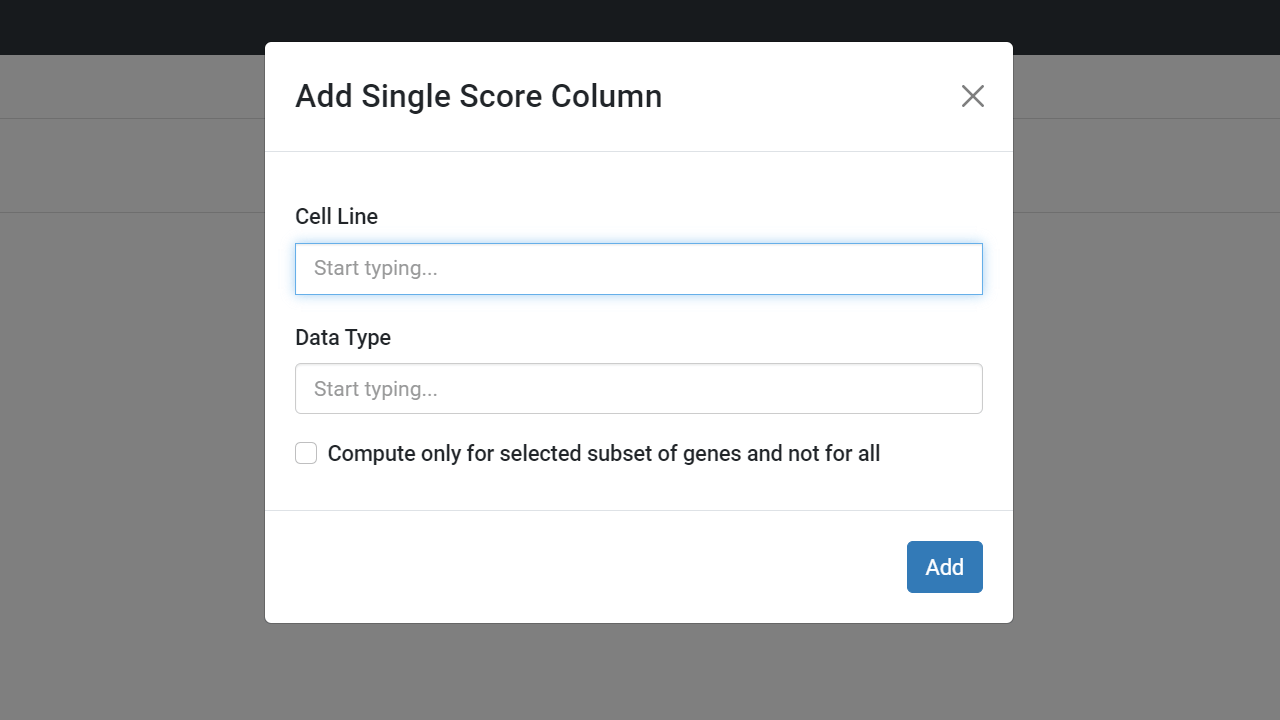 Add Single Score Column
Cell Line
Start typing...
Data Type
Start typing...
Compute only for selected subset of genes and not for all
Add